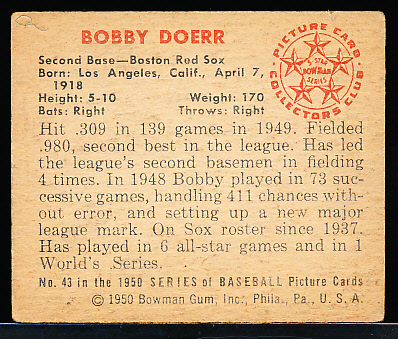 BOBBY DOERR
Second Base—Boston Red Sox
Born: Los Angeles, Calif., April 7,
1918
Height: 5-10 Weight: 170
Bats: Right Throws: Right
PICTURE CARD
5-STAR
BOWMAN
SERIES
COLLECTORS CLUB
Hit .309 in 139 games in 1949. Fielded
.980, second best in the league. Has led
the league's second basemen in fielding
4 times. In 1948 Bobby played in 73 suc-
cessive games, handling 411 chances with-
out error, and setting up a new major
league mark. On Sox roster since 1937.
Has played in 6 all-star games and in 1
World's Series.
No. 43 in the 1950 SERIES of BASEBALL Picture Cards
© 1950 Bowman Gum, Inc., Phila., Pa., U. S. A.